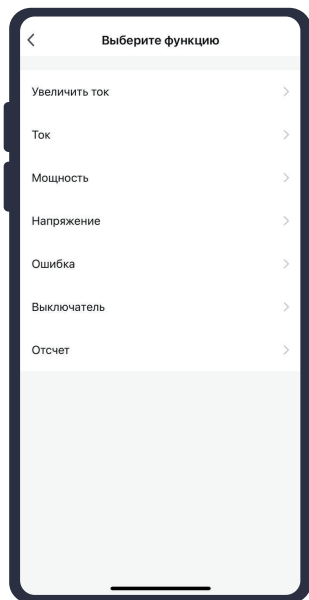 Выберите функцию
Увеличить ток
Ток
Мощность
Напряжение
Ошибка
Выключатель
Отсчет